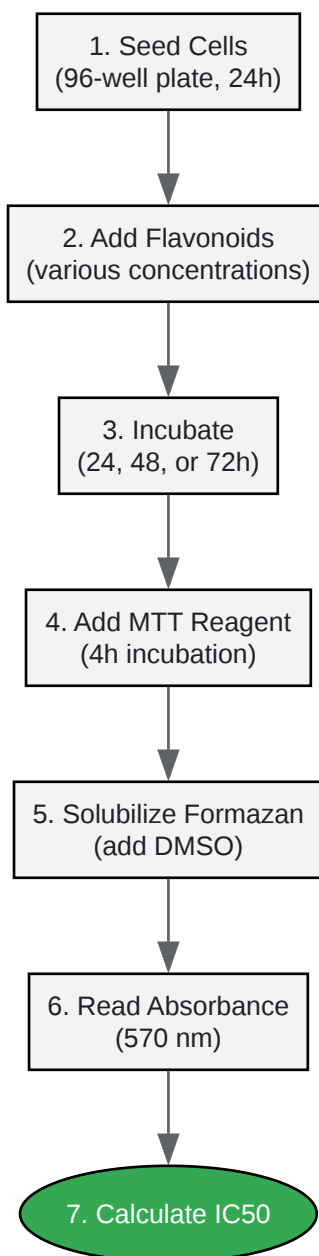 1. Seed Cells
(96-well plate, 24h)
2. Add Flavonoids
(various concentrations)
3. Incubate
(24, 48, or 72h)
4. Add MTT Reagent
(4h incubation)
5. Solubilize Formazan
(add DMSO)
6. Read Absorbance
(570 nm)
7. Calculate IC50